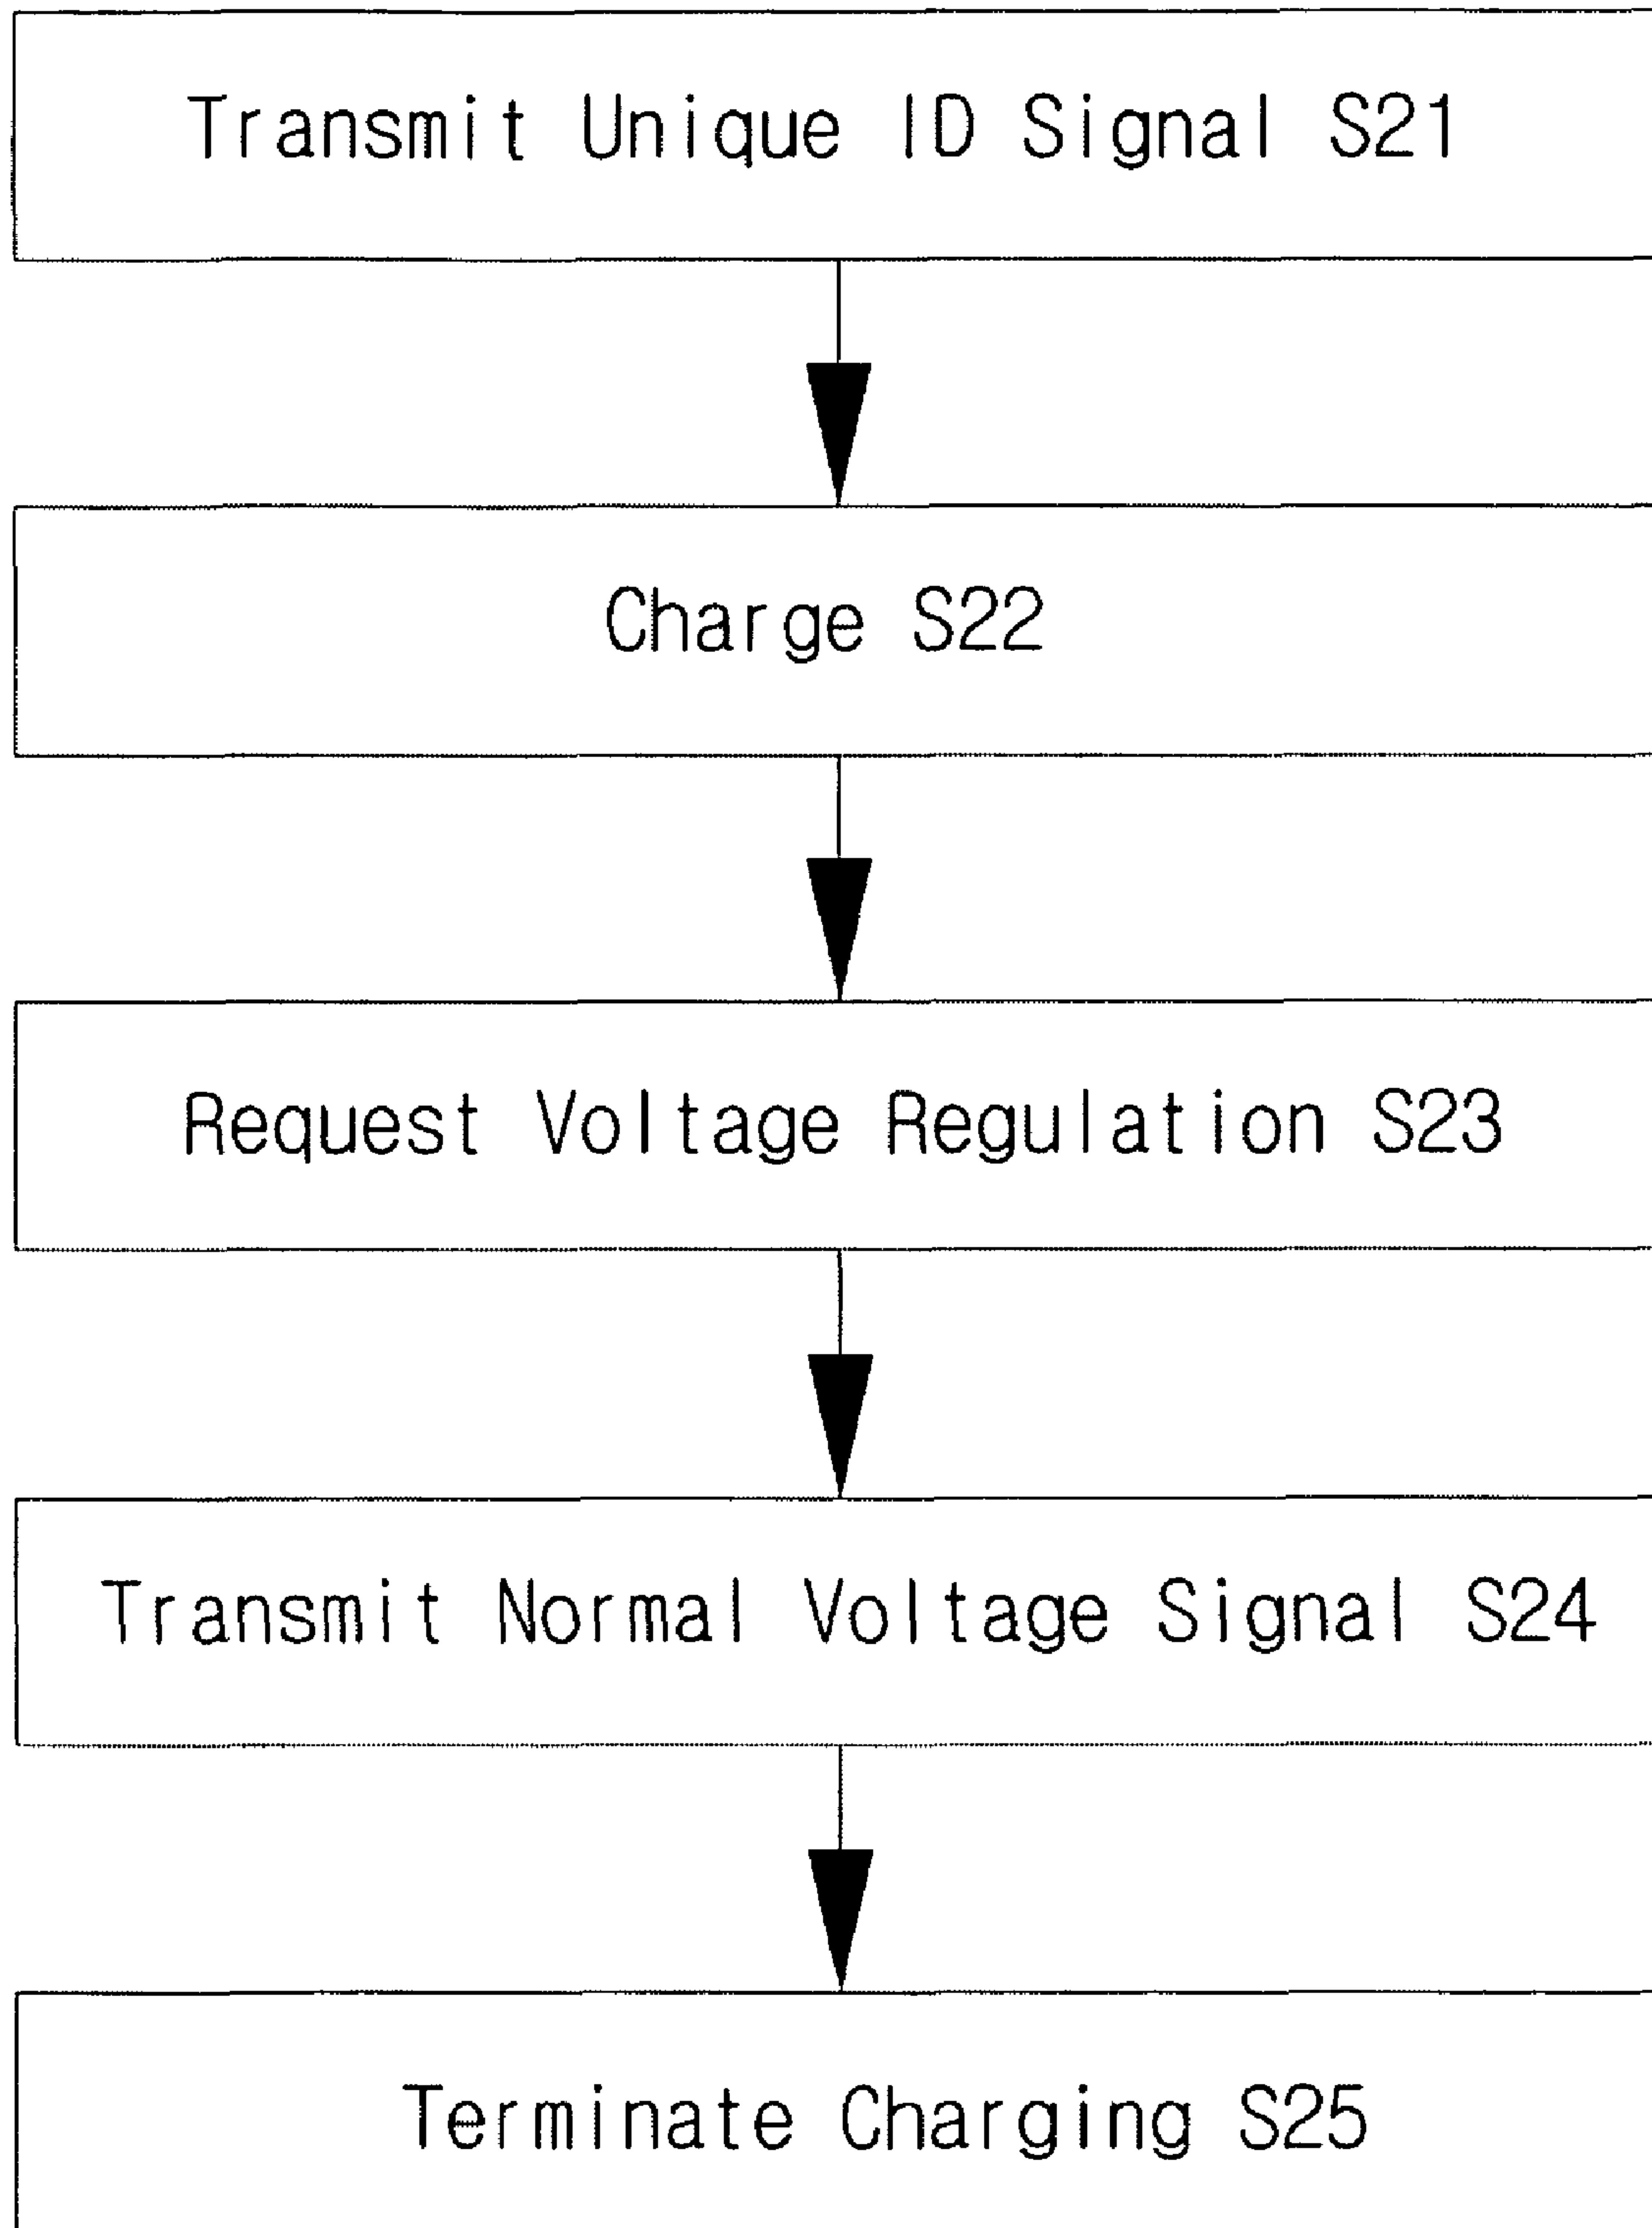 Transmit Unique ID Signal S21
Charge S22
Request Voltage Regulation S23
Transmit Normal Voltage Signal S24
Terminate Charging S25